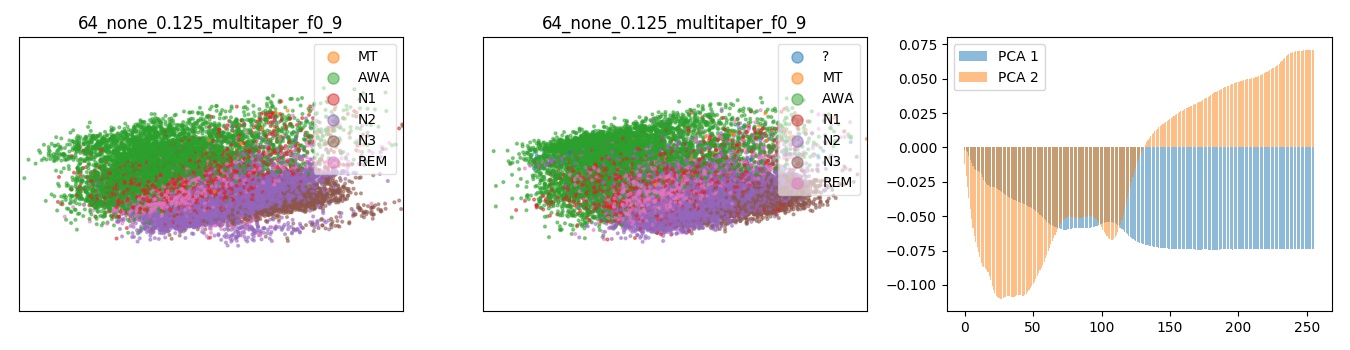 64_none_0.125_multitaper_f0_9
MT
AWA
N1
N2
N3
REM
64_none_0.125_multitaper_f0_9
?
MT
AWA
N1
N2
N3
REM
PCA 1
PCA 2
0.075
0.050
0.025
0.000
−0.025
−0.050
−0.075
−0.100
0 50 100 150 200 250